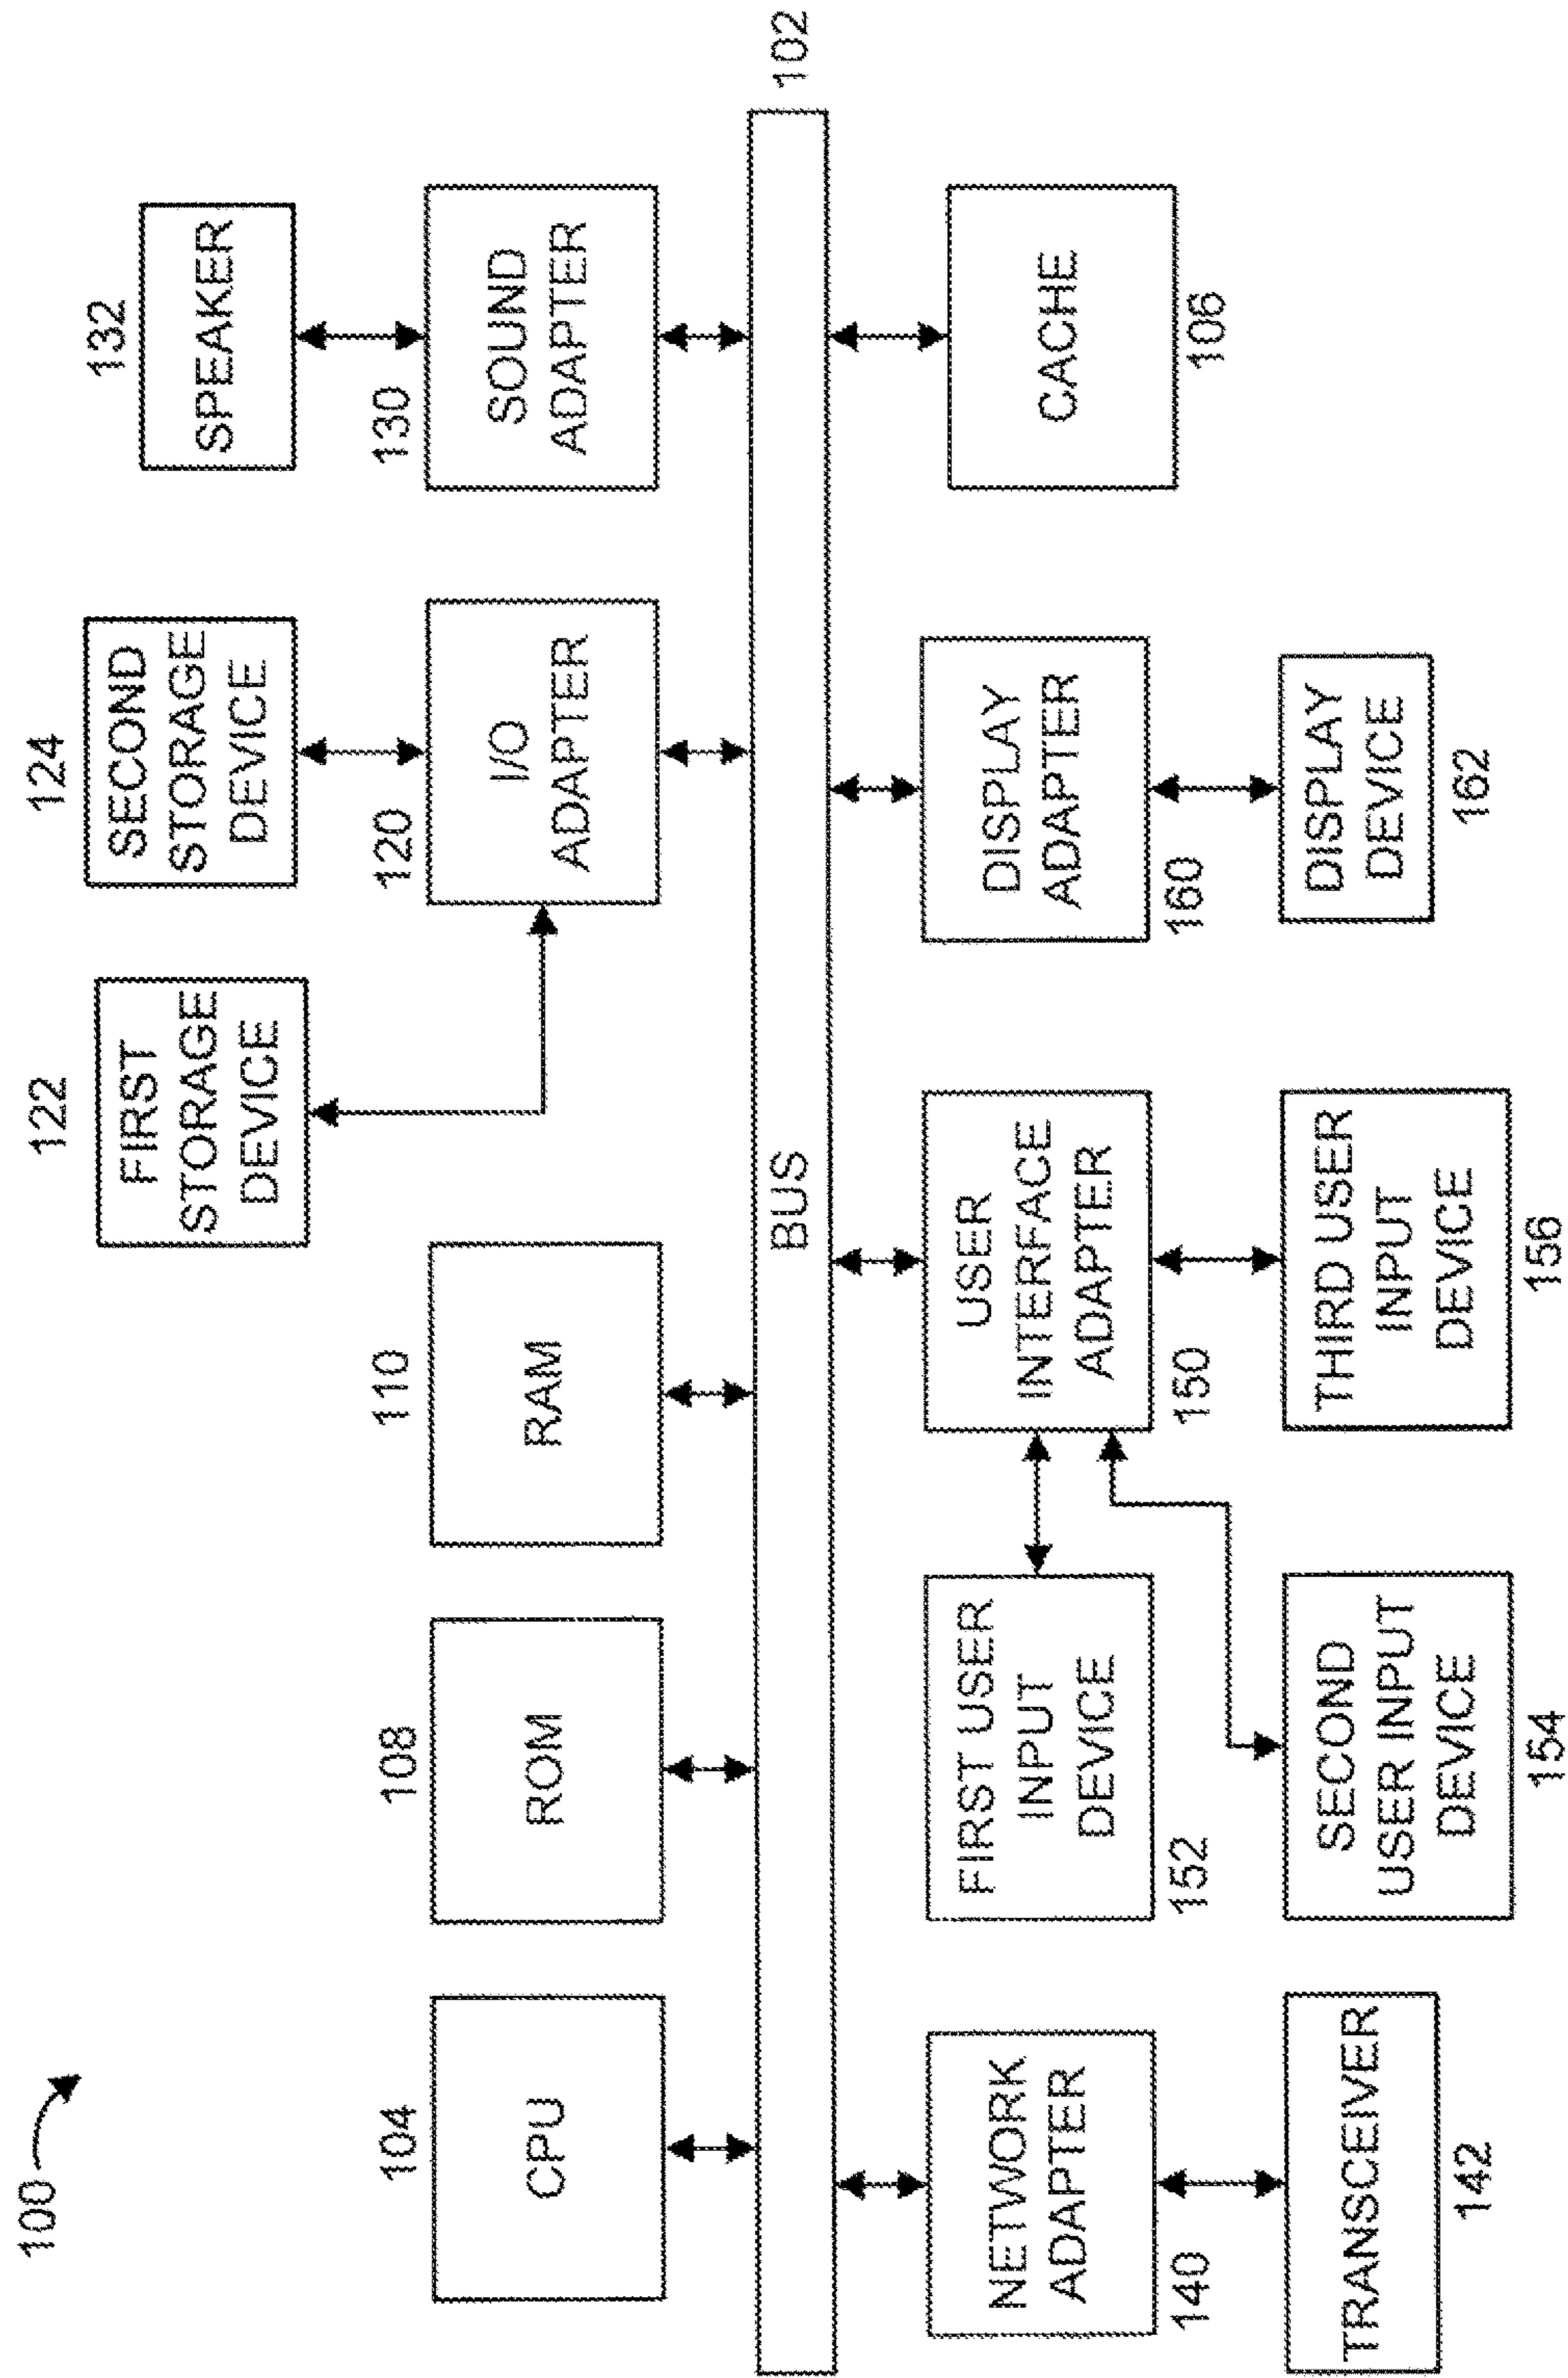 100
104
CPU
108
ROM
110
RAM
122
FIRST
STORAGE
DEVICE
124
SECOND
STORAGE
DEVICE
120
I/O
ADAPTER
132
SPEAKER
130
SOUND
ADAPTER
BUS
102
NETWORK
ADAPTER
140
TRANSCEIVER
142
FIRST USER
INPUT
DEVICE
152
SECOND
USER INPUT
DEVICE
154
USER
INTERFACE
ADAPTER
150
THIRD USER
INPUT
DEVICE
156
DISPLAY
ADAPTER
160
DISPLAY
DEVICE
162
CACHE
106